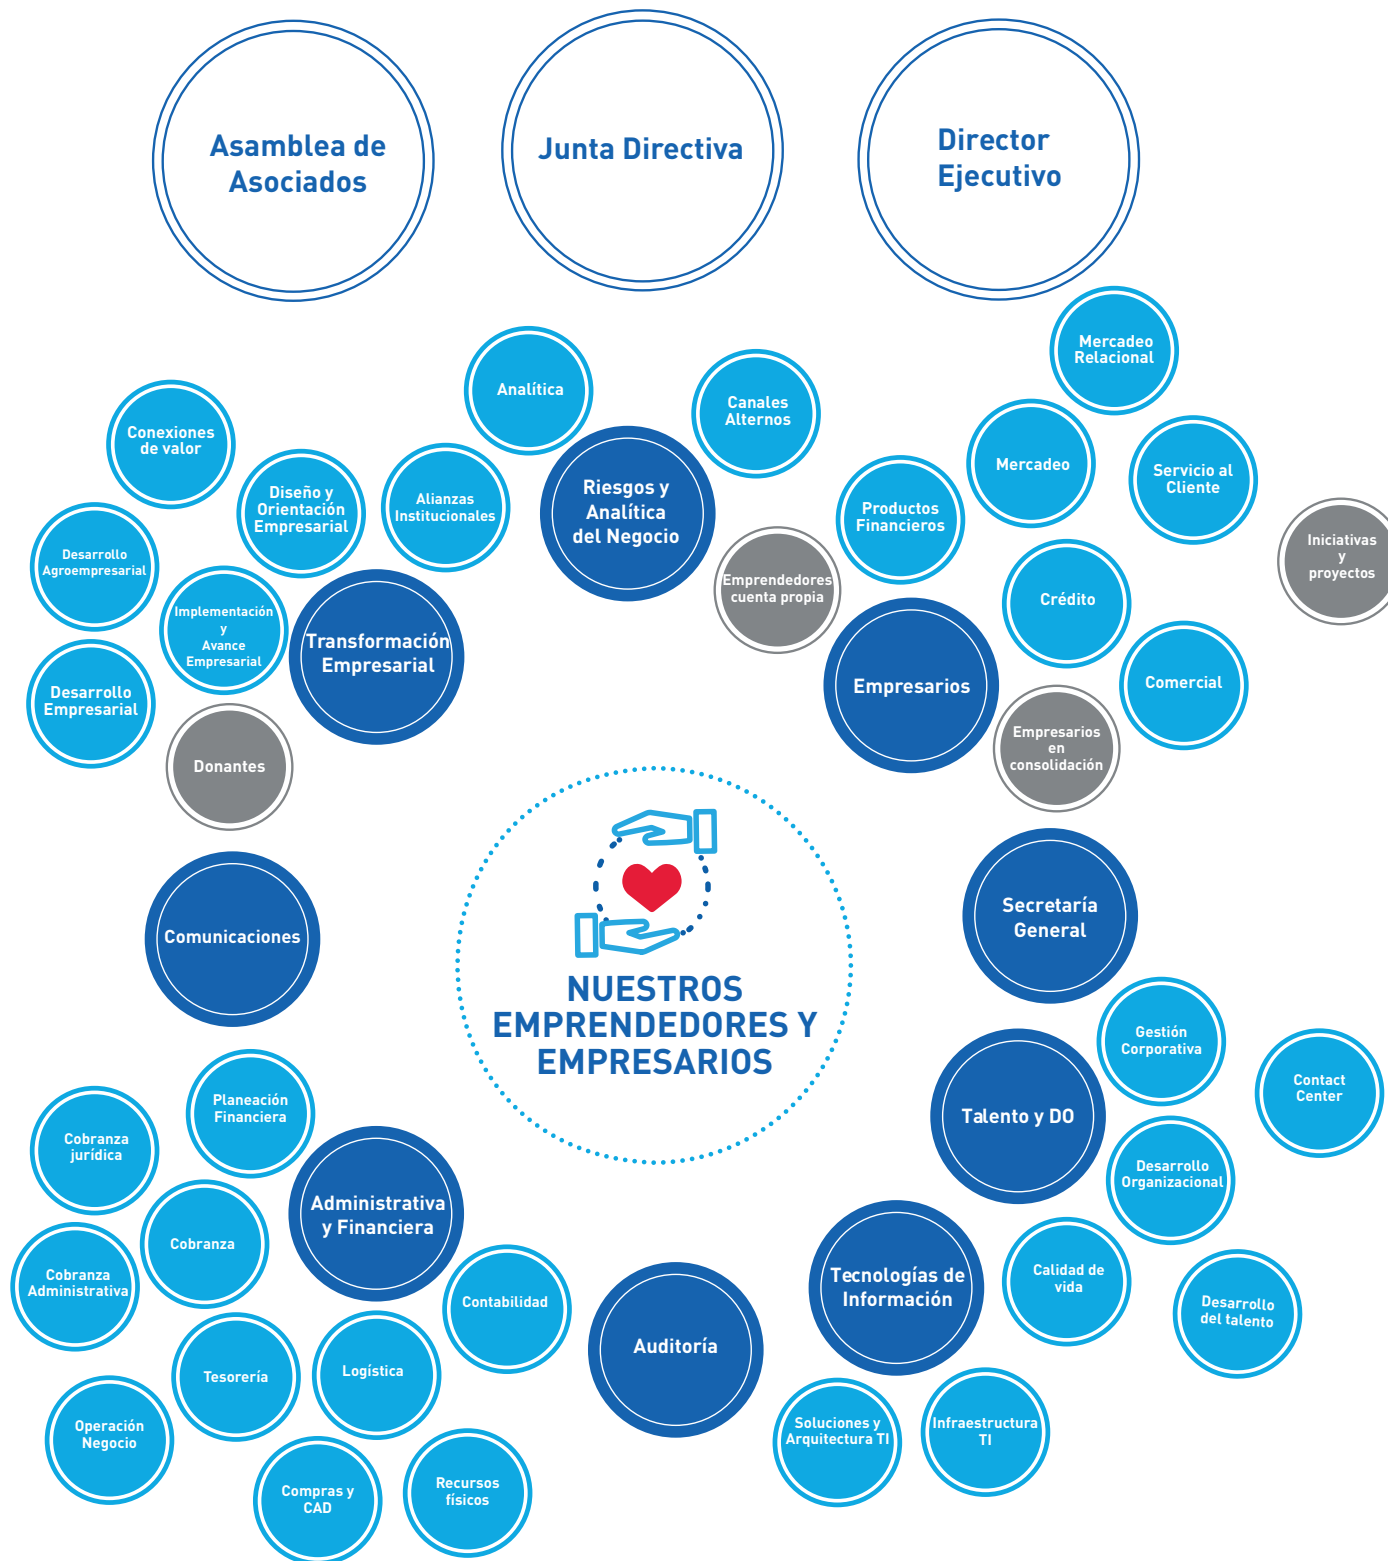 Asamblea de
Asociados
Junta Directiva
Director
Ejecutivo
Mercadeo
Relacional
Analítica
Canales
Alternos
Conexiones
de valor
Mercadeo
Servicio al
Cliente
Diseño y
Orientación
Empresarial
Alianzas
Institucionales
Riesgos y
Analítica
del Negocio
Productos
Financieros
Iniciativas
y
proyectos
Desarrollo
Agroempresarial
Emprendedores
cuenta propia
Crédito
Implementación
y
Avance
Empresarial
Transformación
Empresarial
Empresarios
Comercial
Desarrollo
Empresarial
Donantes
Empresarios
en
consolidación
Comunicaciones
Secretaría
General
NUESTROS
EMPRENDEDORES Y
EMPRESARIOS
Gestión
Corporativa
Contact
Center
Planeación
Financiera
Talento y DO
Cobranza
jurídica
Desarrollo
Organizacional
Administrativa
y Financiera
Cobranza
Cobranza
Administrativa
Tecnologías de
Información
Calidad de
vida
Desarrollo
del talento
Contabilidad
Auditoría
Tesorería
Logística
Operación
Negocio
Soluciones y
Arquitectura TI
Infraestructura
TI
Compras y
CAD
Recursos
físicos